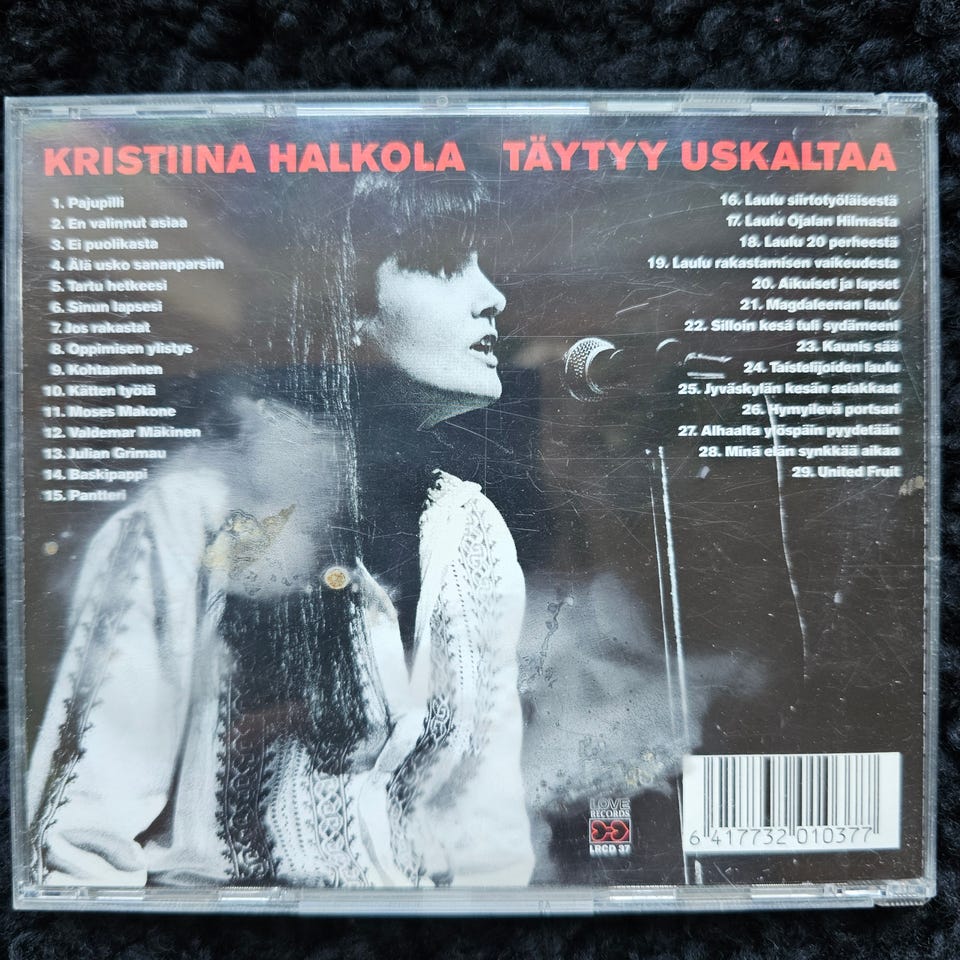 KRISTIINA HALKOLA TÄYTYY USKALTAA
1. Pajupilli
2. En valinnut asiaa
3. Ei puolikasta
4. Älä usko sananparsiin
5. Tartu hetkeesi
6. Sinun lapsesi
7. Jos rakastat
8. Oppimisen ylistys
9. Kohtaaminen
10. Kätten työtä
11. Moses Makone
12. Valdemar Mäkinen
13. Julian Grimau
14. Baskipappi
15. Pantteri
16. Laulu siirtotyöläisestä
17. Laulu Ojalan Hilmasta
18. Laulu 20 perheestä
19. Laulu rakastamisen vaikeudesta
20. Aikuiset ja lapset
21. Magdaleenan laulu
22. Silloin kesä tuli sydämeeni
23. Kaunis sää
24. Taistelijoiden laulu
25. Jyväskylän kesän asiakkaat
26. Hymyilevä portsari
27. Alhaalta ylöspäin pyydetään
28. Minä elän synkkää aikaa
29. United Fruit
LOVE
RECORDS
LRCD 37
6 417732 010377